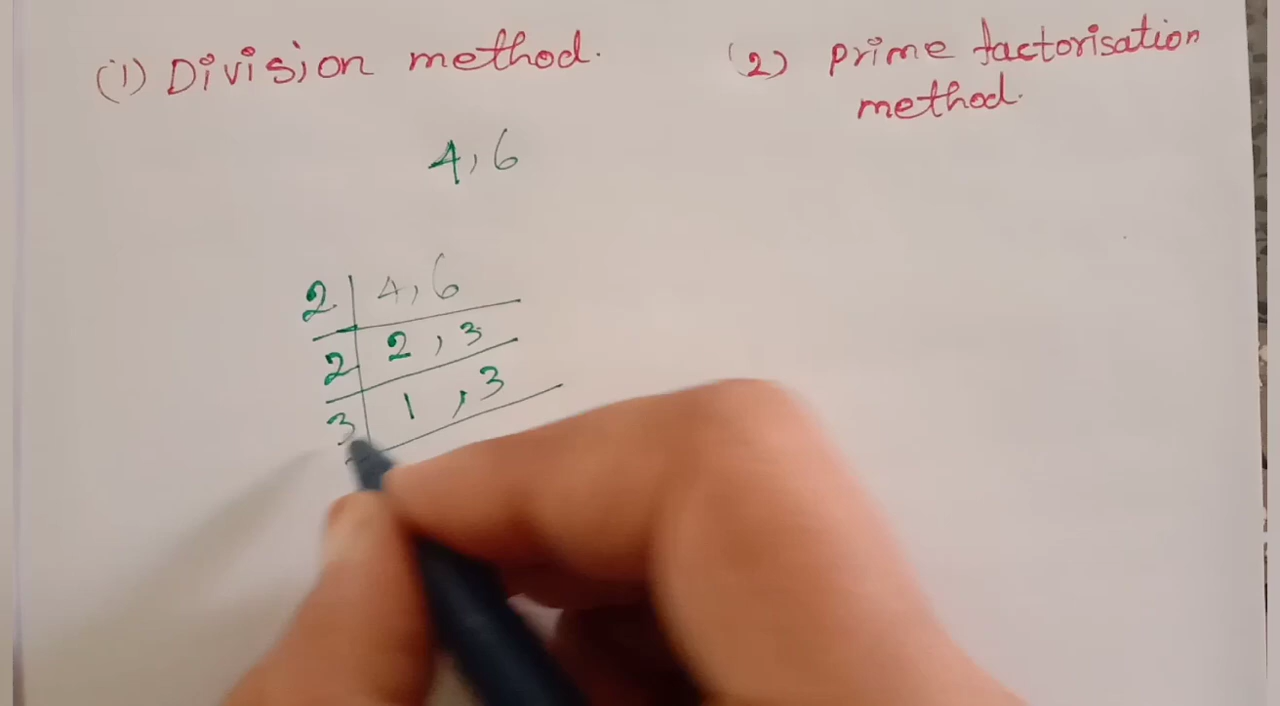 (1) Division method.
(2) Prime factorisation
method.
4, 6
2 | 4, 6
2 | 2, 3
3 | 1, 3